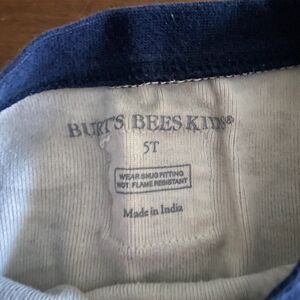 BURT'S BEES KIDS®
5T
WEAR SNUG FITTING
NOT FLAME RESISTANT
Made in India